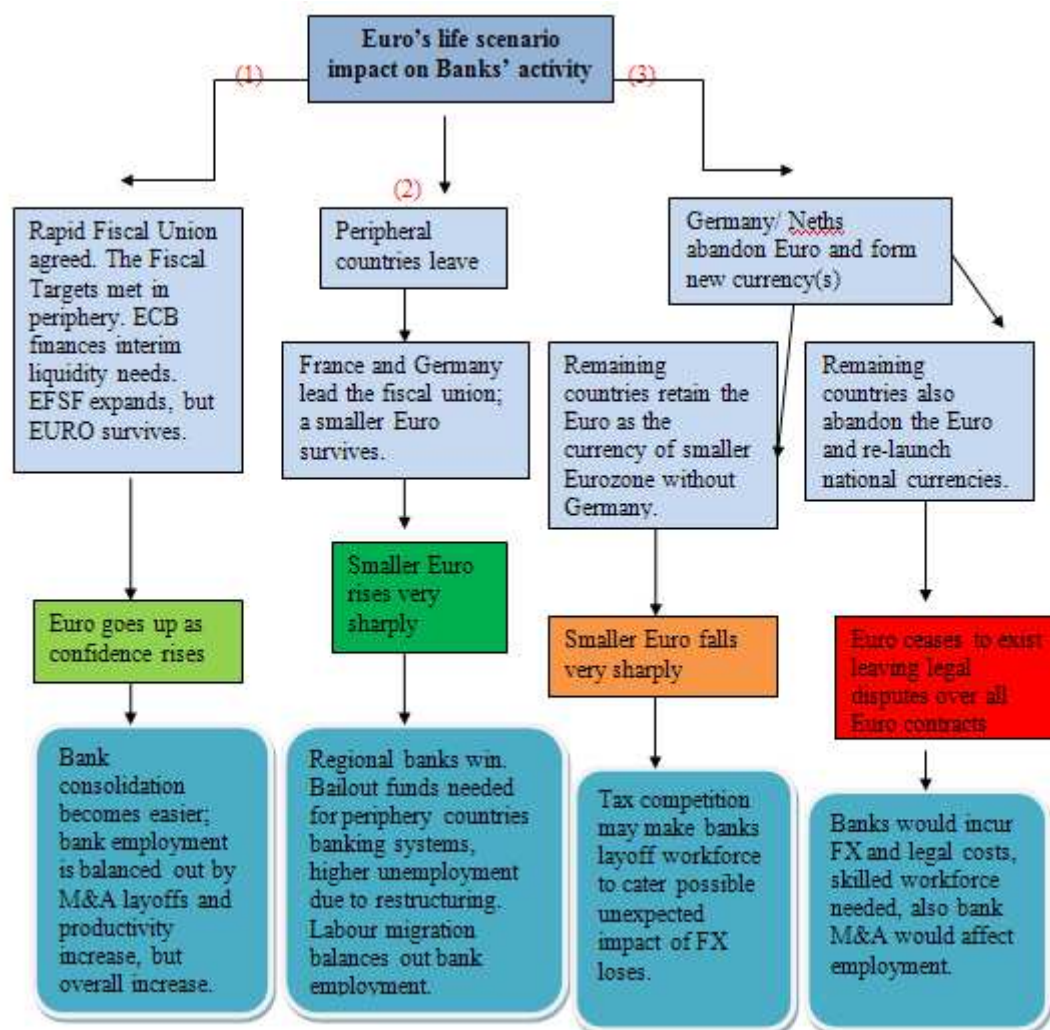 Euro's life scenario
impact on Banks' activity
(1)
(3)
(2)
Rapid Fiscal Union
agreed. The Fiscal
Targets met in
periphery. ECB
finances interim
liquidity needs.
EFSF expands, but
EURO survives.
Peripheral
countries leave
Germany/ Neths
abandon Euro and form
new currency(s)
France and Germany
lead the fiscal union;
a smaller Euro
survives.
Remaining
countries retain the
Euro as the
currency of smaller
Eurozone without
Germany.
Remaining
countries also
abandon the Euro
and re-launch
national currencies.
Euro goes up as
confidence rises
Smaller Euro
rises very
sharply
Smaller Euro falls
very sharply
Euro ceases to exist
leaving legal
disputes over all
Euro contracts
Bank
consolidation
becomes easier;
bank employment
is balanced out by
M&A layoffs and
productivity
increase, but
overall increase.
Regional banks win.
Bailout funds needed
for periphery countries
banking systems,
higher unemployment
due to restructuring.
Labour migration
balances out bank
employment.
Tax competition
may make banks
layoff workforce
to cater possible
unexpected
impact of FX
loses.
Banks would incur
FX and legal costs,
skilled workforce
needed, also bank
M&A would affect
employment.